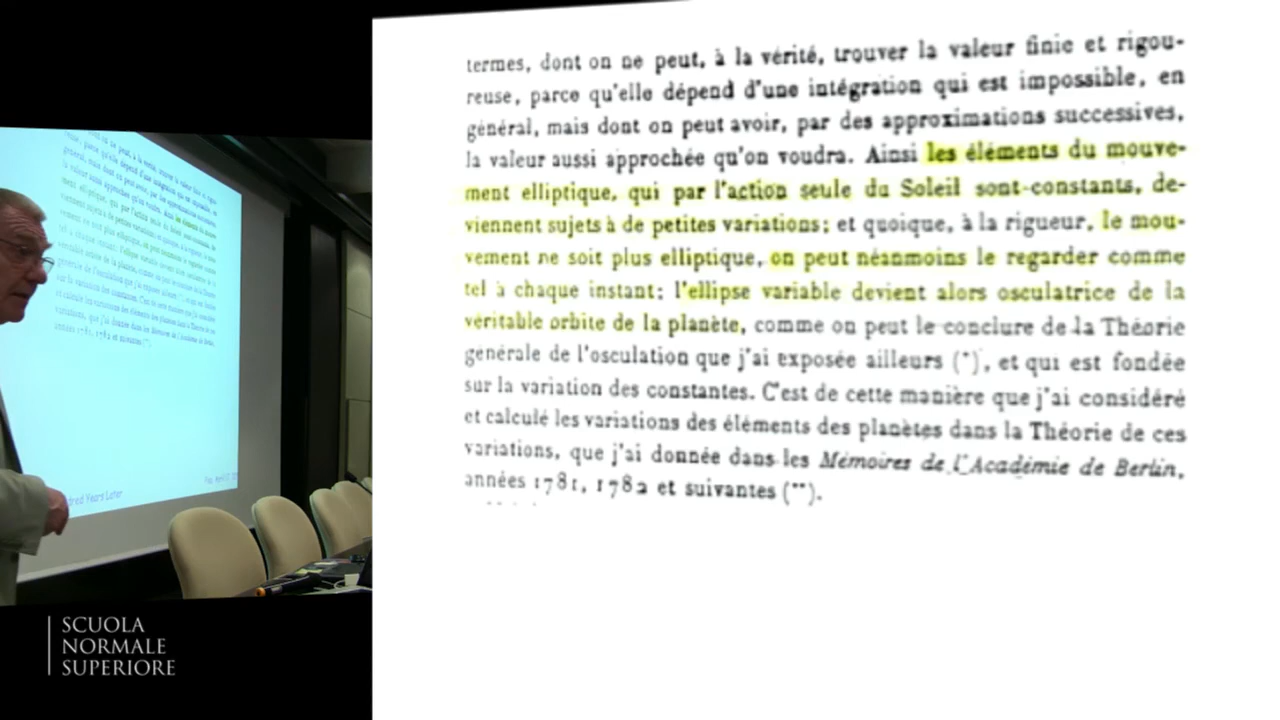 termes, dont on ne peut, à la vérité, trouver la valeur finie et rigou-
reuse, parce qu'elle dépend d'une intégration qui est impossible, en
général, mais dont on peut avoir, par des approximations successives,
la valeur aussi approchée qu'on voudra. Ainsi les éléments du mouve-
ment elliptique, qui par l'action seule du Soleil sont constants, de-
viennent sujets à de petites variations; et quoique, à la rigueur, le mou-
vement ne soit plus elliptique, on peut néanmoins le regarder comme
tel à chaque instant; l'ellipse variable devient alors osculatrice de la
véritable orbite de la planète, comme on peut le conclure de la Théorie
générale de l'osculation que j'ai exposée ailleurs (*), et qui est fondée
sur la variation des constantes. C'est de cette manière que j'ai considéré
et calculé les variations des éléments des planètes dans la Théorie de ces
variations, que j'ai donnée dans les Mémoires de l'Académie de Berlin,
années 1781, 1782 et suivantes (**).
dred Years Later
SCUOLA
NORMALE
SUPERIORE